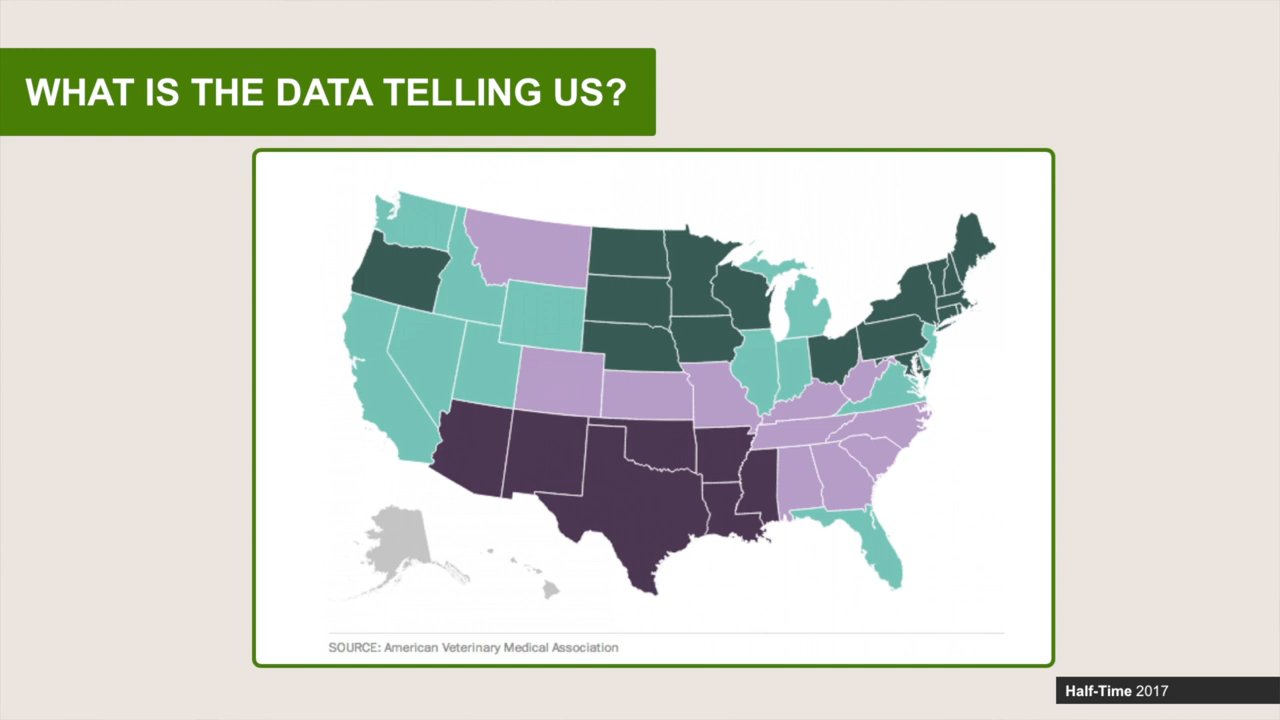 WHAT IS THE DATA TELLING US?
SOURCE: American Veterinary Medical Association
Half-Time 2017